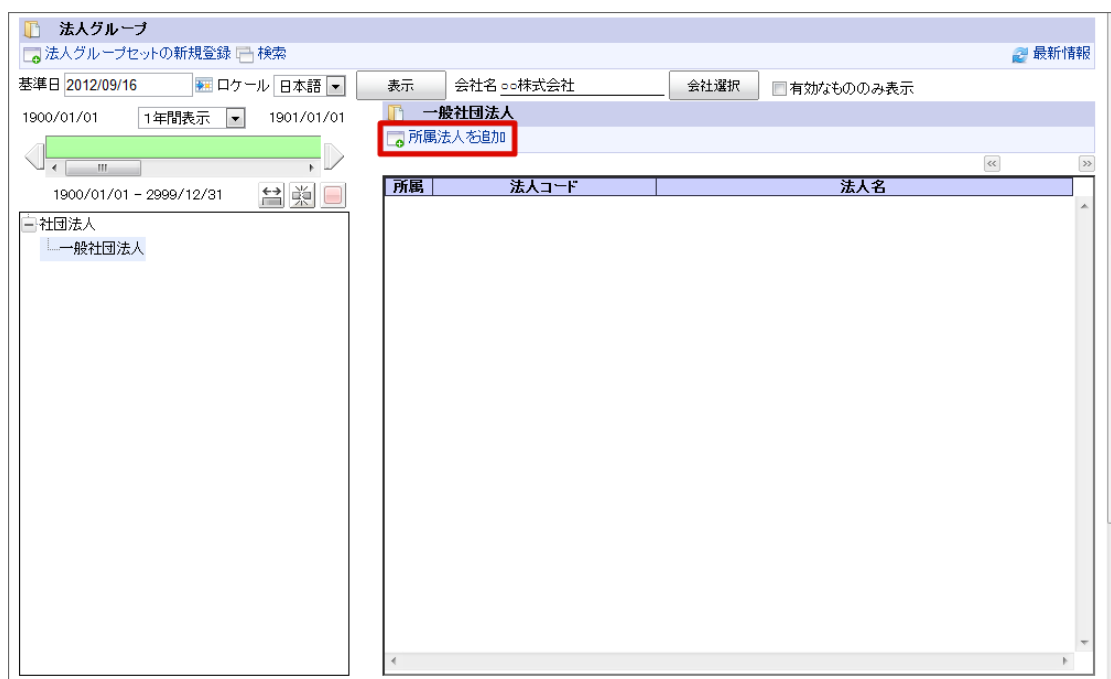 法人グループ
法人グループセットの新規登録 検索 最新情報
基準日 2012/09/16 ロケール 日本語 表示 会社名 ○○株式会社 会社選択 有効なもののみ表示
1900/01/01 1年間表示 1901/01/01
1900/01/01 - 2999/12/31
社団法人
一般社団法人
一般社団法人
所属法人を追加
所属 法人コード 法人名